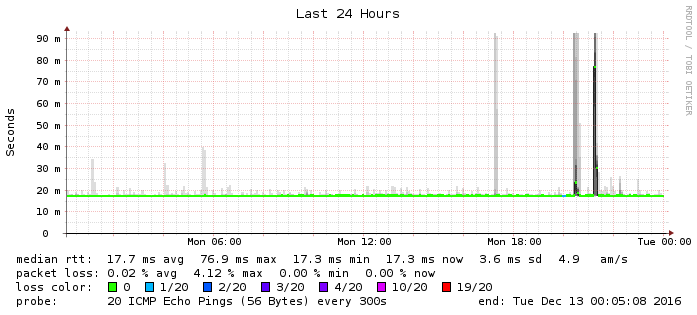 Last 24 Hours
RRDTOOL / TOBI OETIKER
Seconds
90 m
80 m
70 m
60 m
50 m
40 m
30 m
20 m
10 m
0
Mon 06:00 Mon 12:00 Mon 18:00 Tue 00:00
median rtt: 17.7 ms avg 76.9 ms max 17.3 ms min 17.3 ms now 3.6 ms sd 4.9 am/s
packet loss: 0.02 % avg 4.12 % max 0.00 % min 0.00 % now
loss color: 0 1/20 2/20 3/20 4/20 10/20 19/20
probe: 20 ICMP Echo Pings (56 Bytes) every 300s end: Tue Dec 13 00:05:08 2016